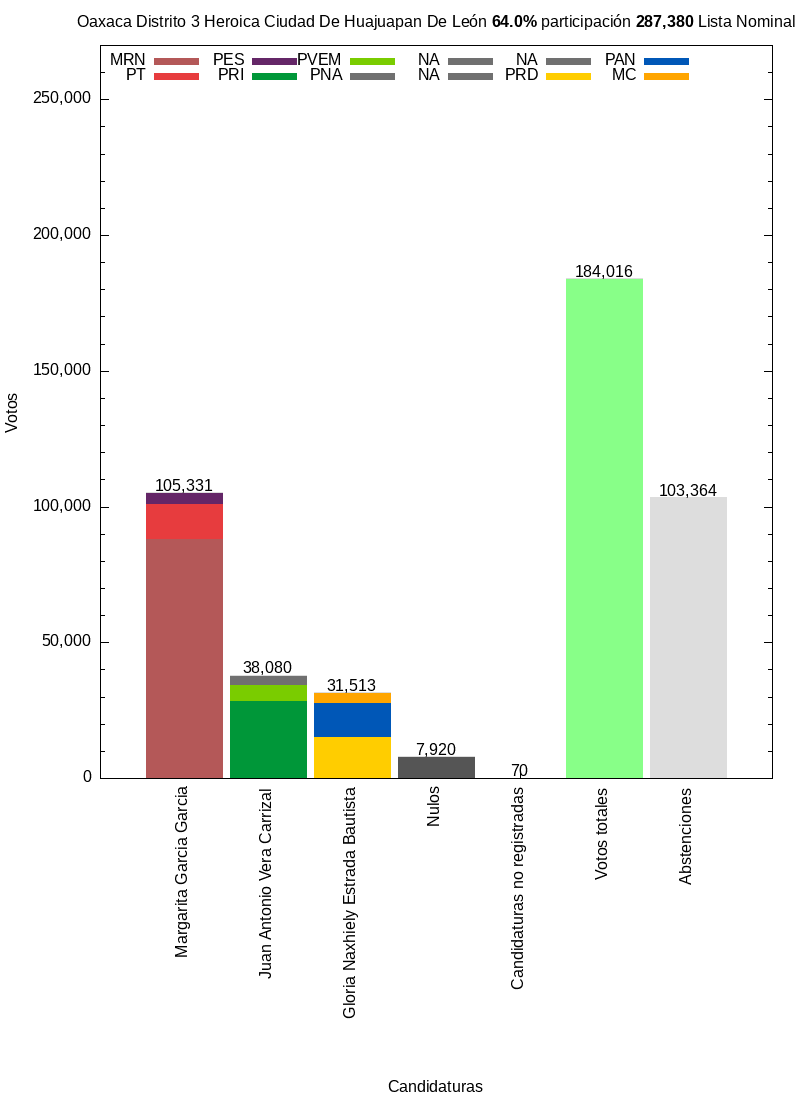 Oaxaca Distrito 3 Heroica Ciudad De Huajuapan De León 64.0% participación 287,380 Lista Nominal
MRN PES PVEM NA NA PAN
PT PRI PNA NA PRD MC
250,000
200,000
150,000
100,000
50,000
0
Votos
105,331
38,080
31,513
7,920
70
184,016
103,364
Margarita Garcia Garcia
Juan Antonio Vera Carrizal
Gloria Naxhiely Estrada Bautista
Nulos
Candidaturas no registradas
Votos totales
Abstenciones
Candidaturas